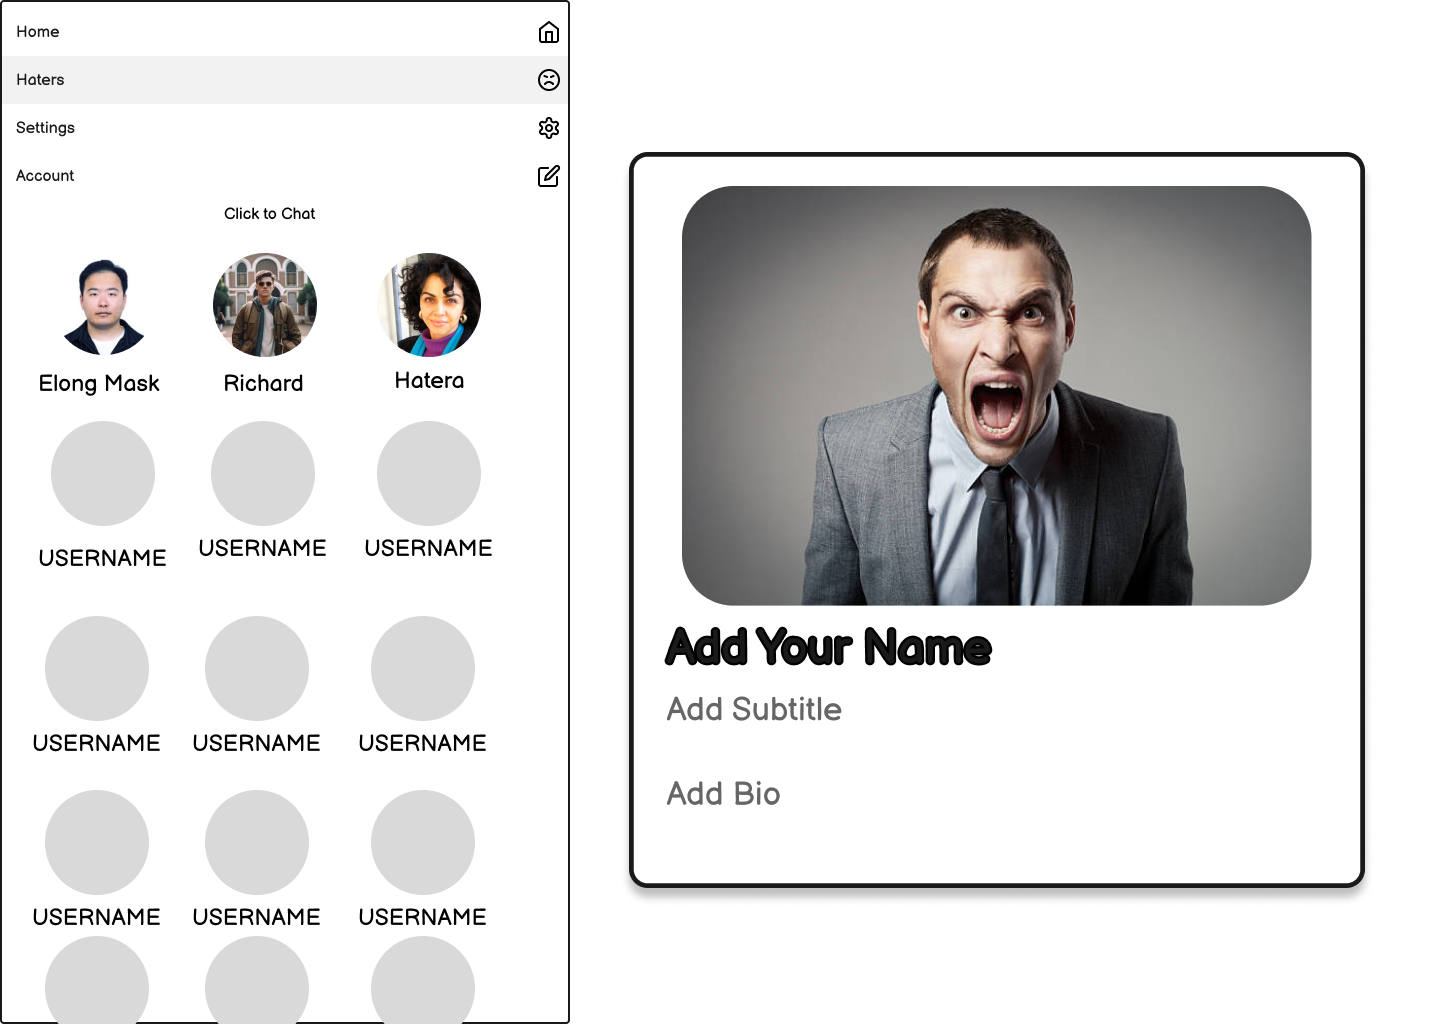 Home
Haters
Settings
Account
Click to Chat
Elong Mask
Richard
Hatera
USERNAME
USERNAME
USERNAME
USERNAME
USERNAME
USERNAME
USERNAME
USERNAME
USERNAME
Add Your Name
Add Subtitle
Add Bio